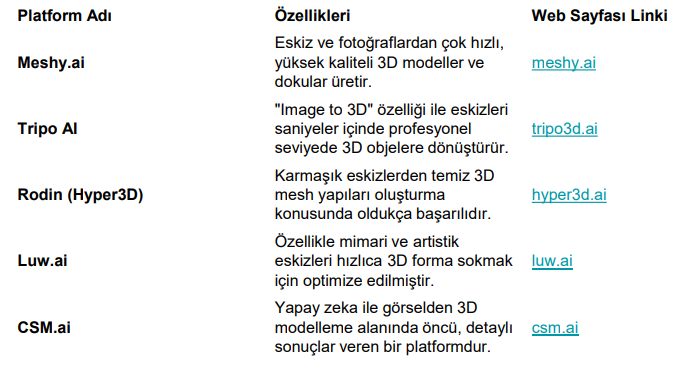 Platform Adı Özellikleri Web Sayfası Linki
Eskiz ve fotoğraflardan çok hızlı,
Meshy.ai yüksek kaliteli 3D modeller ve meshy.ai
dokular üretir.
"Image to 3D" özelliği ile eskizleri
Tripo AI saniyeler içinde profesyonel tripo3d.ai
seviyede 3D objelere dönüştürür.
Karmaşık eskizlerden temiz 3D
Rodin (Hyper3D) mesh yapıları oluşturma hyper3d.ai
konusunda oldukça başarılıdır.
Özellikle mimari ve artistik
Luw.ai eskizleri hızlıca 3D forma sokmak luw.ai
için optimize edilmiştir.
Yapay zeka ile görselden 3D
CSM.ai modelleme alanında öncü, detaylı csm.ai
sonuçlar veren bir platformdur.